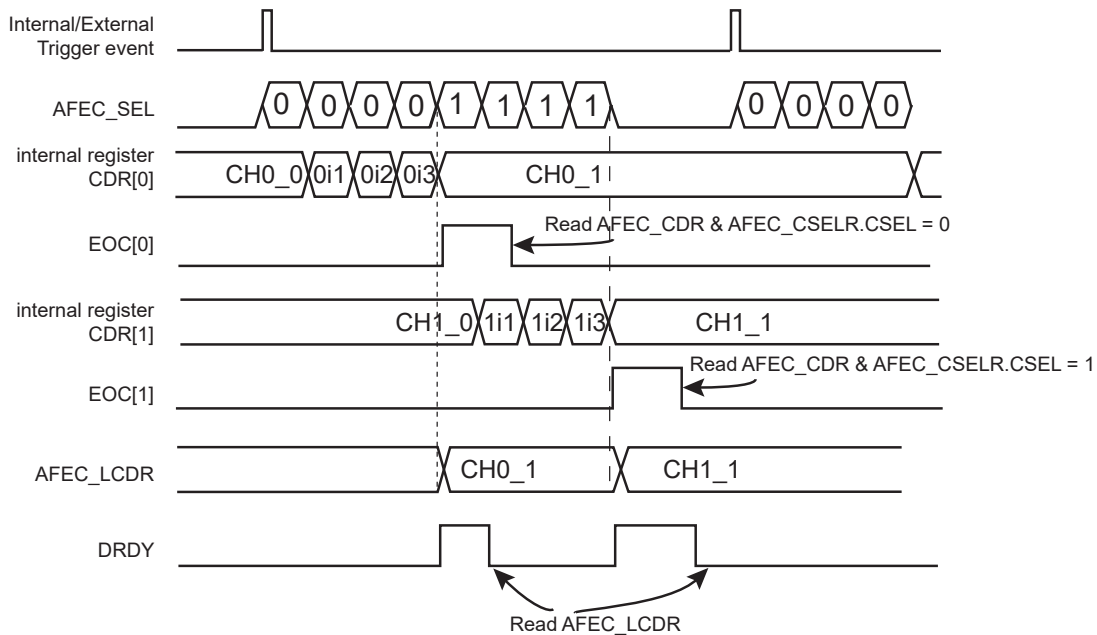 Internal/External
Trigger event
AFEC_SEL 0 0 0 0 1 1 1 1 0 0 0 0
internal register
CDR[0]
CH0_0 0i1 0i2 0i3 CH0_1
EOC[0]
Read AFEC_CDR & AFEC_CSELR.CSEL = 0
internal register
CDR[1]
CH1_0 1i1 1i2 1i3 CH1_1
Read AFEC_CDR & AFEC_CSELR.CSEL = 1
EOC[1]
AFEC_LCDR CH0_1 CH1_1
DRDY
Read AFEC_LCDR